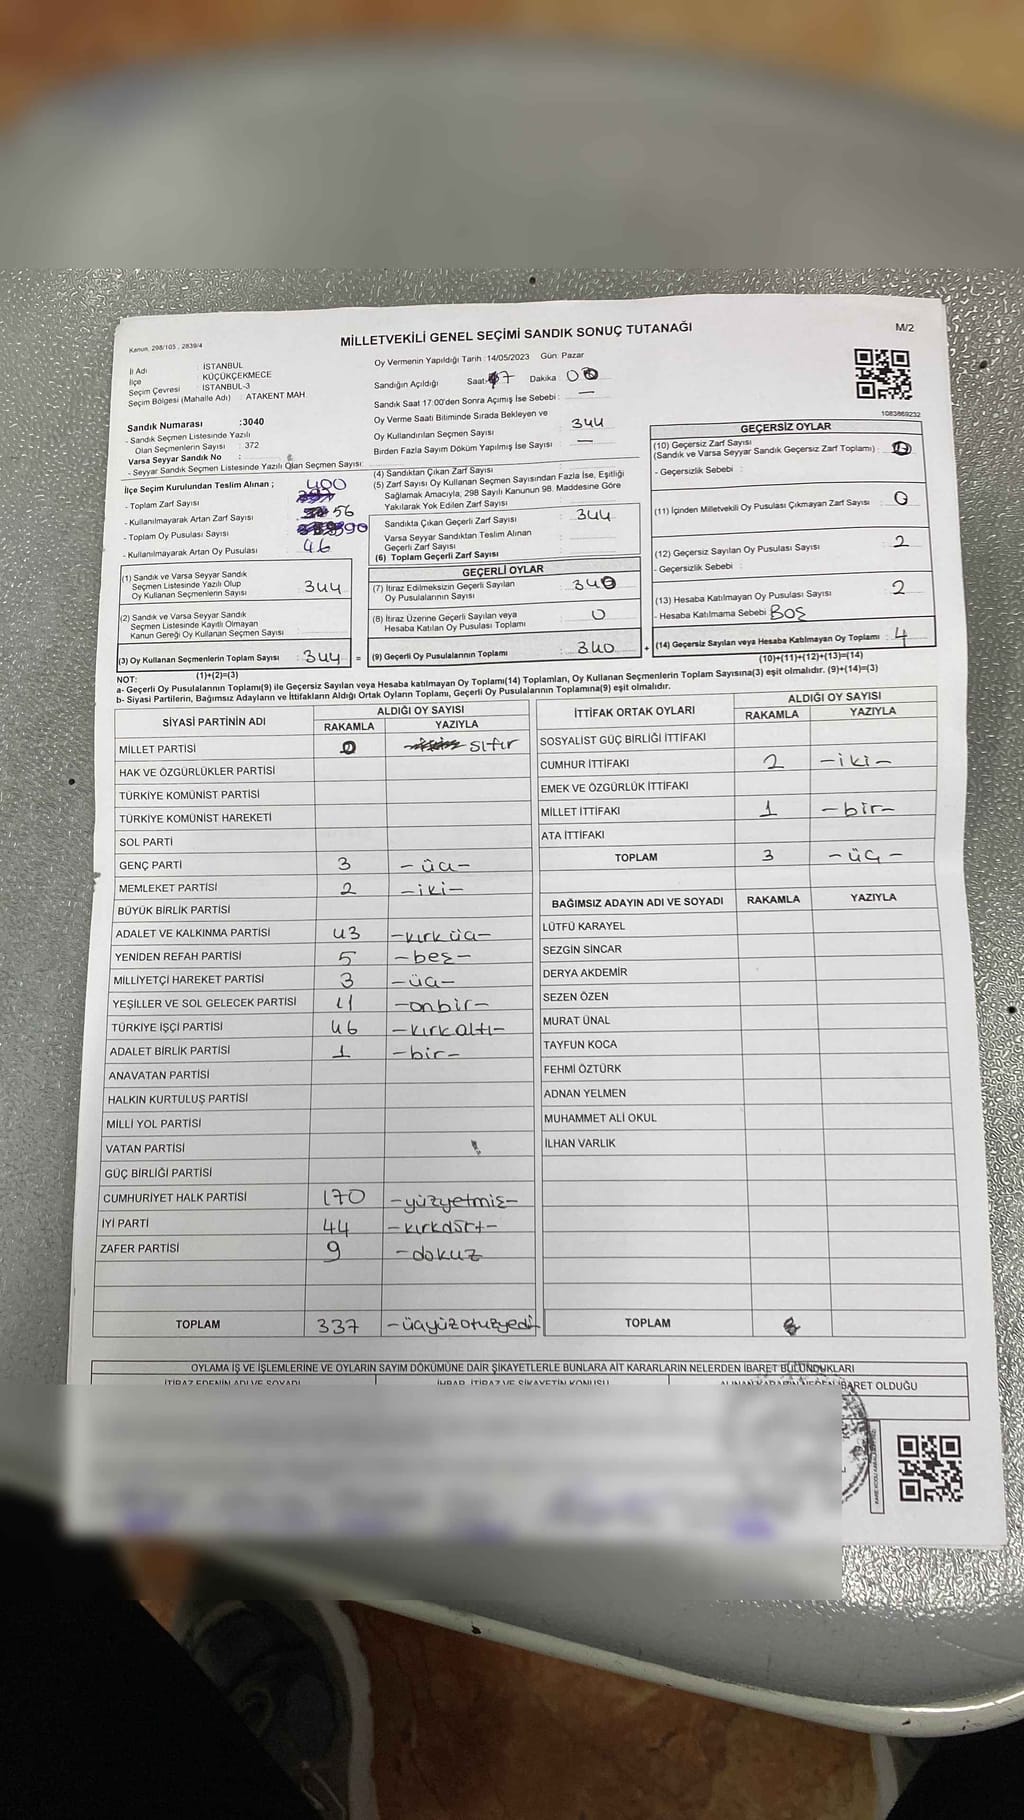 Kanun, 298/105 , 2839/4
MİLLETVEKİLİ GENEL SEÇİMİ SANDIK SONUÇ TUTANAĞI
M/2
İl Adı : İSTANBUL
İlçe : KÜÇÜKÇEKMECE
Seçim Çevresi : İSTANBUL-3
Seçim Bölgesi (Mahalle Adı) : ATAKENT MAH
Sandık Numarası :3040
- Sandık Seçmen Listesinde Yazılı
Olan Seçmenlerin Sayısı : 372
Varsa Seyyar Sandık No :
- Seyyar Sandık Seçmen Listesinde Yazılı Olan Seçmen Sayısı:
Oy Vermenin Yapıldığı Tarih : 14/05/2023 Gün: Pazar
Sandığın Açıldığı Saat: 17 Dakika : 00
Sandık Saat 17:00'den Sonra Açımış İse Sebebi : —
Oy Verme Saati Bitiminde Sırada Bekleyen ve
Oy Kullandırılan Seçmen Sayısı : 344
Birden Fazla Sayım Döküm Yapılmış İse Sayısı : —
1083869232
İlçe Seçim Kurulundan Teslim Alınan ;
- Toplam Zarf Sayısı : 400
- Kullanılmayarak Artan Zarf Sayısı : 56
- Toplam Oy Pusulası Sayısı : 390
- Kullanılmayarak Artan Oy Pusulası : 46
(4) Sandıktan Çıkan Zarf Sayısı :
(5) Zarf Sayısı Oy Kullanan Seçmen Sayısından Fazla İse, Eşitliği
Sağlamak Amacıyla, 298 Sayılı Kanunun 98. Maddesine Göre
Yakılarak Yok Edilen Zarf Sayısı :
Sandıkta Çıkan Geçerli Zarf Sayısı : 344
Varsa Seyyar Sandıktan Teslim Alınan
Geçerli Zarf Sayısı :
(6) Toplam Geçerli Zarf Sayısı :
GEÇERSİZ OYLAR
(10) Geçersiz Zarf Sayısı
(Sandık ve Varsa Seyyar Sandık Geçersiz Zarf Toplamı) : 0
- Geçersizlik Sebebi :
(11) İçinden Milletvekili Oy Pusulası Çıkmayan Zarf Sayısı : 0
(12) Geçersiz Sayılan Oy Pusulası Sayısı : 2
- Geçersizlik Sebebi :
(13) Hesaba Katılmayan Oy Pusulası Sayısı : 2
- Hesaba Katılmama Sebebi : BOŞ
(14) Geçersiz Sayılan veya Hesaba Katılmayan Oy Toplamı : 4
(10)+(11)+(12)+(13)=(14)
(1) Sandık ve Varsa Seyyar Sandık
Seçmen Listesinde Yazılı Olup
Oy Kullanan Seçmenlerin Sayısı : 344
(2) Sandık ve Varsa Seyyar Sandık
Seçmen Listesinde Kayıtlı Olmayan
Kanun Gereği Oy Kullanan Seçmen Sayısı :
(3) Oy Kullanan Seçmenlerin Toplam Sayısı : 344 =
(1)+(2)=(3)
GEÇERLİ OYLAR
(7) İtiraz Edilmeksizin Geçerli Sayılan
Oy Pusulalarının Sayısı : 340
(8) İtiraz Üzerine Geçerli Sayılan veya
Hesaba Katılan Oy Pusulası Toplamı : 0
(9) Geçerli Oy Pusulalarının Toplamı : 340 +
NOT:
a- Geçerli Oy Pusulalarının Toplamı(9) ile Geçersiz Sayılan veya Hesaba katılmayan Oy Toplamı(14) Toplamları, Oy Kullanan Seçmenlerin Toplam Sayısına(3) eşit olmalıdır. (9)+(14)=(3)
b- Siyasi Partilerin, Bağımsız Adayların ve İttifakların Aldığı Ortak Oyların Toplamı, Geçerli Oy Pusulalarının Toplamına(9) eşit olmalıdır.
SİYASİ PARTİNİN ADI ALDIĞI OY SAYISI
RAKAMLA YAZIYLA
MİLLET PARTİSİ 0 sıfır
HAK VE ÖZGÜRLÜKLER PARTİSİ
TÜRKİYE KOMÜNİST PARTİSİ
TÜRKİYE KOMÜNİST HAREKETİ
SOL PARTİ
GENÇ PARTİ 3 -üç-
MEMLEKET PARTİSİ 2 -iki-
BÜYÜK BİRLİK PARTİSİ
ADALET VE KALKINMA PARTİSİ 43 -kırküç-
YENİDEN REFAH PARTİSİ 5 -beş-
MİLLİYETÇİ HAREKET PARTİSİ 3 -üç-
YEŞİLLER VE SOL GELECEK PARTİSİ 11 -onbir-
TÜRKİYE İŞÇİ PARTİSİ 46 -kırkaltı-
ADALET BİRLİK PARTİSİ 1 -bir-
ANAVATAN PARTİSİ
HALKIN KURTULUŞ PARTİSİ
MİLLİ YOL PARTİSİ
VATAN PARTİSİ
GÜÇ BİRLİĞİ PARTİSİ
CUMHURİYET HALK PARTİSİ 170 -yüzyetmiş-
İYİ PARTİ 44 -kırkdört-
ZAFER PARTİSİ 9 -dokuz
TOPLAM 337 -üçyüzotuzyedi
İTTİFAK ORTAK OYLARI ALDIĞI OY SAYISI
RAKAMLA YAZIYLA
SOSYALİST GÜÇ BİRLİĞİ İTTİFAKI
CUMHUR İTTİFAKI 2 -iki-
EMEK VE ÖZGÜRLÜK İTTİFAKI
MİLLET İTTİFAKI 1 -bir-
ATA İTTİFAKI
TOPLAM 3 -üç-
BAĞIMSIZ ADAYIN ADI VE SOYADI RAKAMLA YAZIYLA
LÜTFÜ KARAYEL
SEZGİN SİNCAR
DERYA AKDEMİR
SEZEN ÖZEN
MURAT ÜNAL
TAYFUN KOCA
FEHMİ ÖZTÜRK
ADNAN YELMEN
MUHAMMET ALİ OKUL
İLHAN VARLIK
TOPLAM
OYLAMA İŞ VE İŞLEMLERİNE VE OYLARIN SAYIM DÖKÜMÜNE DAİR ŞİKAYETLERLE BUNLARA AİT KARARLARIN NELERDEN İBARET BULUNDUKLARI
İTİRAZ EDENİN ADI VE SOYADI İHBAR, İTİRAZ VE ŞİKAYETİN KONUSU ALINAN KARARIN NEDEN İBARET OLDUĞU